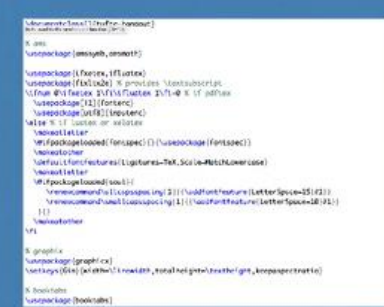 \documentclass[]{tufte-handout}
% ams
\usepackage{amssymb,amsmath}
\usepackage{ifxetex,ifluatex}
\usepackage{fixltx2e} % provides \textsubscript
\ifnum 0\ifxetex 1\fi\ifluatex 1\fi=0 % if pdftex
\usepackage[T1]{fontenc}
\usepackage[utf8]{inputenc}
\else % if luatex or xelatex
\makeatletter
\@ifpackageloaded{fontspec}{}{\usepackage{fontspec}}
\makeatother
\defaultfontfeatures{Ligatures=TeX,Scale=MatchLowercase}
\makeatletter
\@ifpackageloaded{soul}{
\renewcommand\allcapsspacing[1]{{\addfontfeature{LetterSpace=15}#1}}
\renewcommand\smallcapsspacing[1]{{\addfontfeature{LetterSpace=10}#1}}
}{}
\makeatother
\fi
% graphix
\usepackage{graphicx}
\setkeys{Gin}{width=\linewidth,totalheight=\textheight,keepaspectratio}
% booktabs
\usepackage{booktabs}